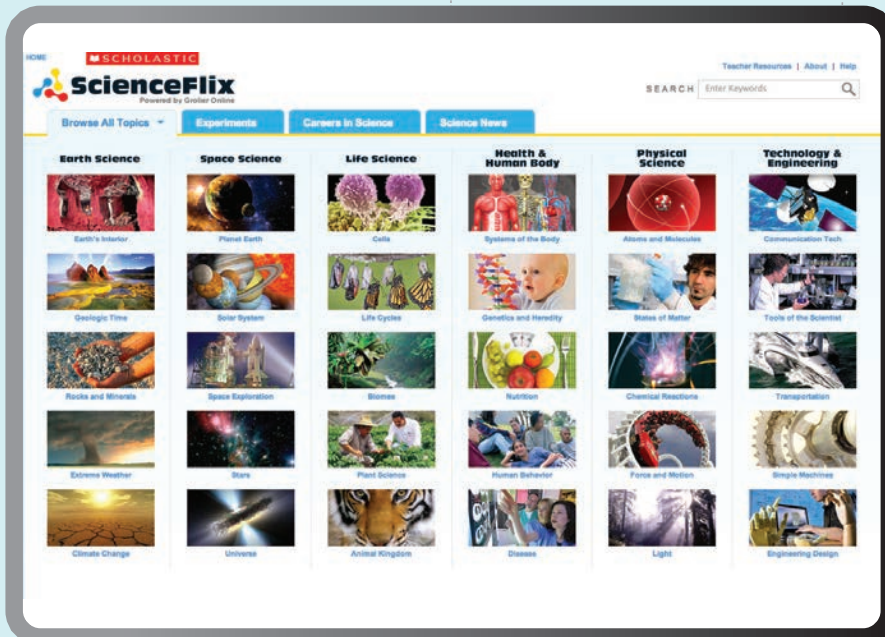 HOME
SCHOLASTIC
ScienceFlix
Powered by Grolier Online
Teacher Resources | About | Help
SEARCH Enter Keywords
Browse All Topics Experiments Careers in Science Science News
Earth Science Space Science Life Science Health & Human Body Physical Science Technology & Engineering
Earth's Interior Planet Earth Cells Systems of the Body Atoms and Molecules Communication Tech
Geologic Time Solar System Life Cycles Genetics and Heredity States of Matter Tools of the Scientist
Rocks and Minerals Space Exploration Biomes Nutrition Chemical Reactions Transportation
Extreme Weather Stars Plant Science Human Behavior Force and Motion Simple Machines
Climate Change Universe Animal Kingdom Disease Light Engineering Design